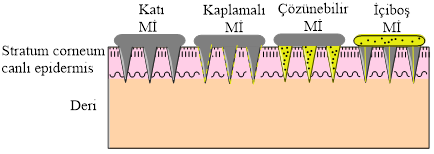 Katı
Mİ
Kaplamalı
Mİ
Çözünebilir
Mİ
İçiboş
Mİ
Stratum corneum
canlı epidermis
Deri